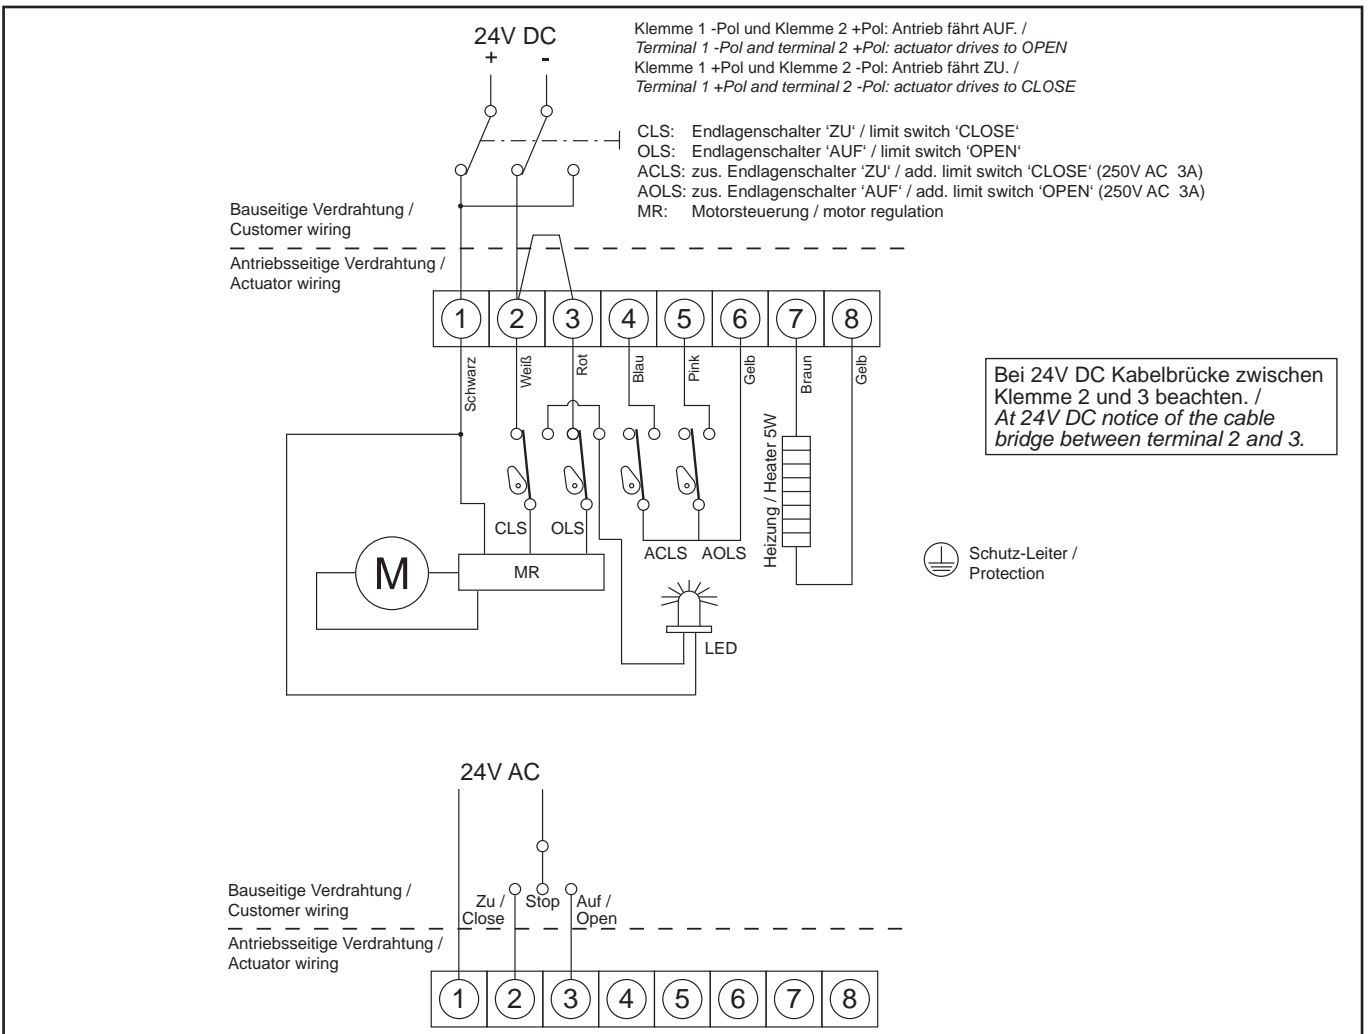 24V DC
+ -
Klemme 1 -Pol und Klemme 2 +Pol: Antrieb fährt AUF. /
Terminal 1 -Pol and terminal 2 +Pol: actuator drives to OPEN
Klemme 1 +Pol und Klemme 2 -Pol: Antrieb fährt ZU. /
Terminal 1 +Pol and terminal 2 -Pol: actuator drives to CLOSE
CLS: Endlagenschalter ‘ZU‘ / limit switch ‘CLOSE‘
OLS: Endlagenschalter ‘AUF‘ / limit switch ‘OPEN‘
ACLS: zus. Endlagenschalter ‘ZU‘ / add. limit switch ‘CLOSE‘ (250V AC 3A)
AOLS: zus. Endlagenschalter ‘AUF‘ / add. limit switch ‘OPEN‘ (250V AC 3A)
MR: Motorsteuerung / motor regulation
Bauseitige Verdrahtung /
Customer wiring
Antriebsseitige Verdrahtung /
Actuator wiring
1 2 3 4 5 6 7 8
Schwarz
Weiß
Rot
Blau
Pink
Gelb
Braun
Gelb
Bei 24V DC Kabelbrücke zwischen
Klemme 2 und 3 beachten. /
At 24V DC notice of the cable
bridge between terminal 2 and 3.
Heizung / Heater 5W
CLS OLS
ACLS AOLS
M
MR
LED
Schutz-Leiter /
Protection
24V AC
Bauseitige Verdrahtung /
Customer wiring
Zu /
Close
Stop
Auf /
Open
Antriebsseitige Verdrahtung /
Actuator wiring
1 2 3 4 5 6 7 8